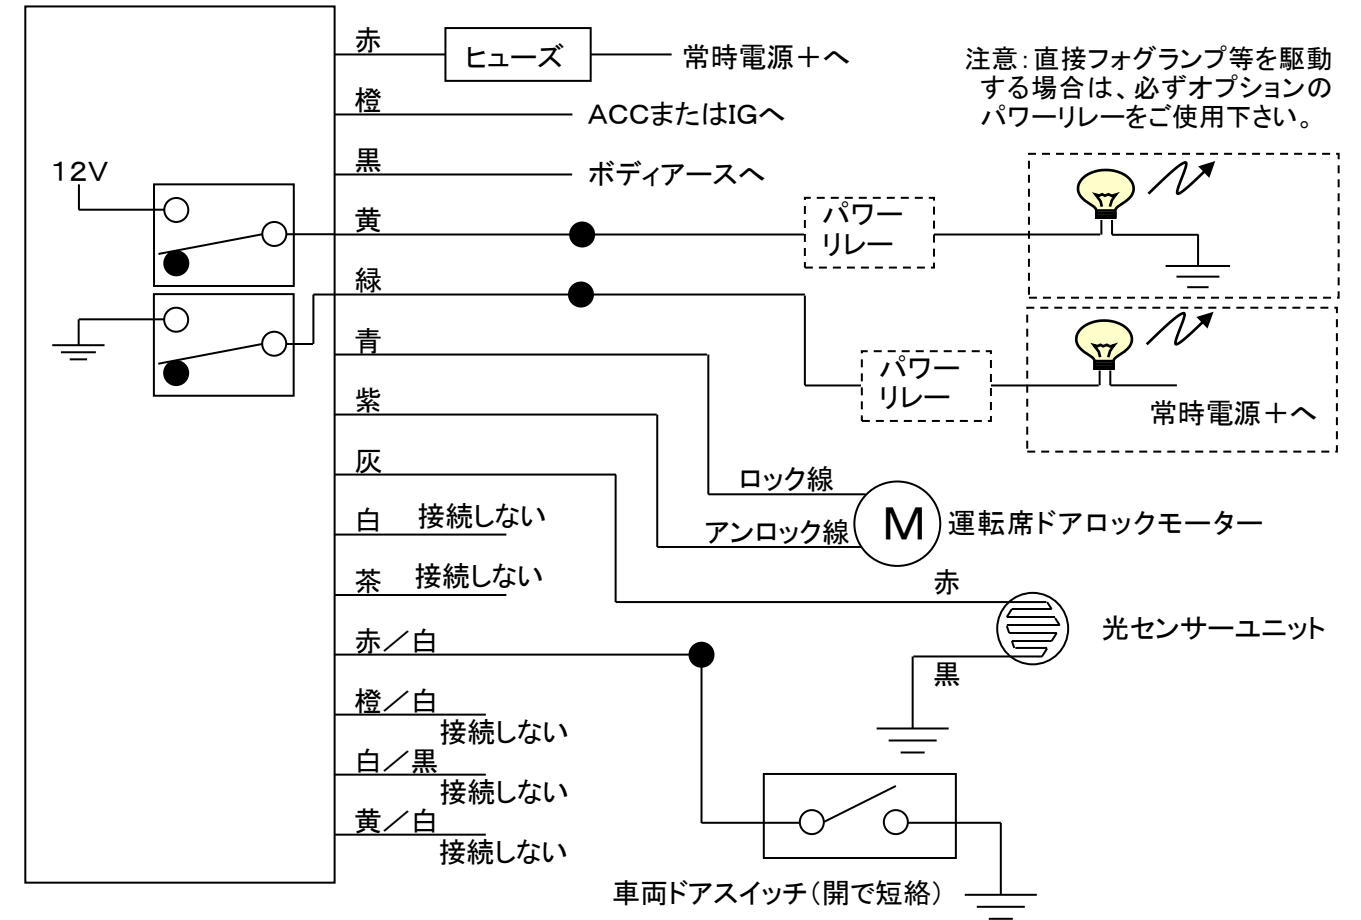 赤
ヒューズ
常時電源＋へ
注意：直接フォグランプ等を駆動
する場合は、必ずオプションの
パワーリレーをご使用下さい。
橙
ACCまたはIGへ
黒
ボディアースへ
12V
黄
パワー
リレー
緑
青
パワー
リレー
常時電源＋へ
紫
灰
ロック線
アンロック線
M
運転席ドアロックモーター
白
接続しない
茶
接続しない
赤
黒
光センサーユニット
赤／白
橙／白
接続しない
白／黒
接続しない
黄／白
接続しない
車両ドアスイッチ（開で短絡）